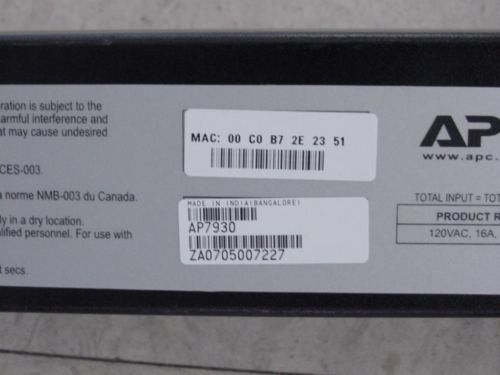 ration is subject to the
armful interference and
at may cause undesired
CES-003.
a norme NMB-003 du Canada.
ly in a dry location.
alified personnel. For use with
t secs.
MAC: 00 C0 B7 2E 23 51
MADE IN INDIA(BANGALORE)
AP7930
ZA0705007227
AP
www.apc.
TOTAL INPUT = TOT
PRODUCT R
120VAC, 16A,